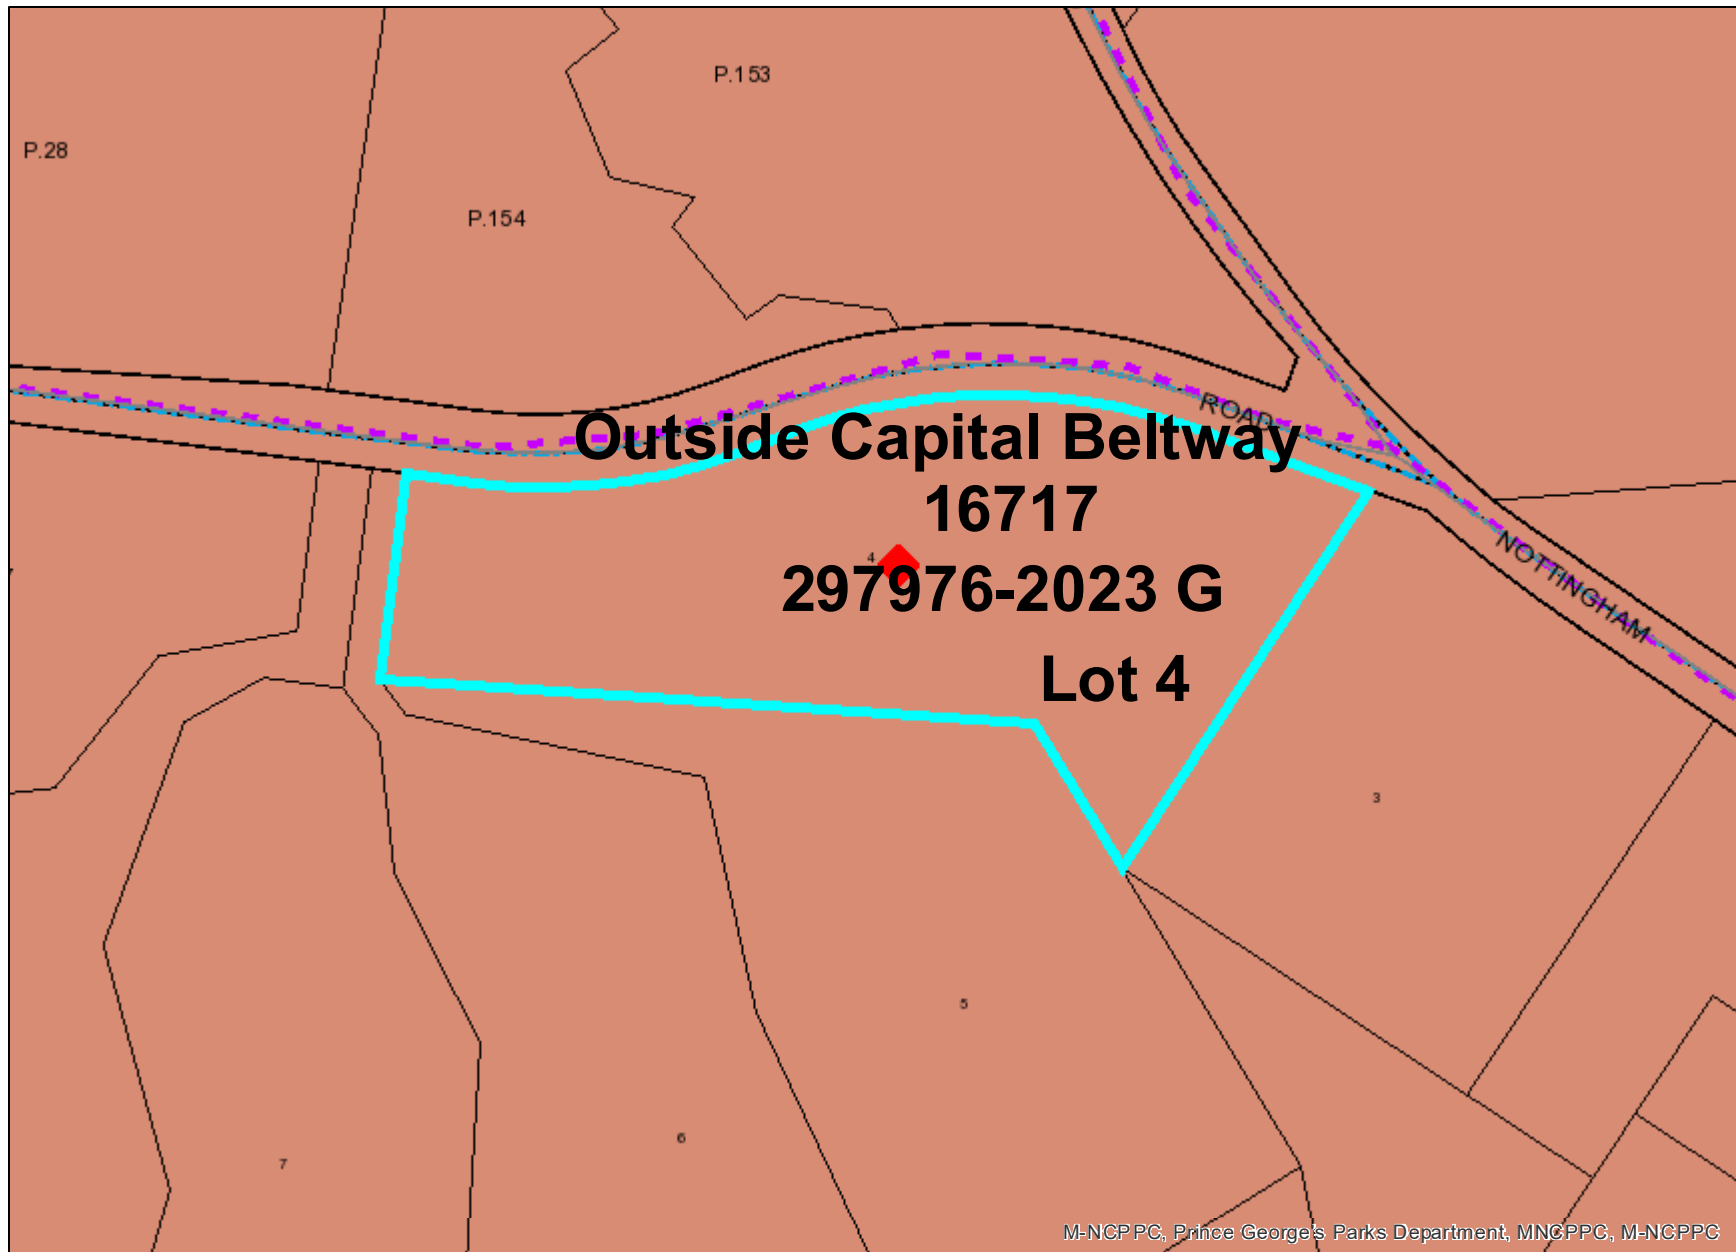 P.153
P.28
P.154
ROAD
Outside Capital Beltway
16717
4
297976-2023 G
NOTTINGHAM
Lot 4
3
5
6
7
M-NCPPC, Prince George's Parks Department, MNCPPC, M-NCPPC